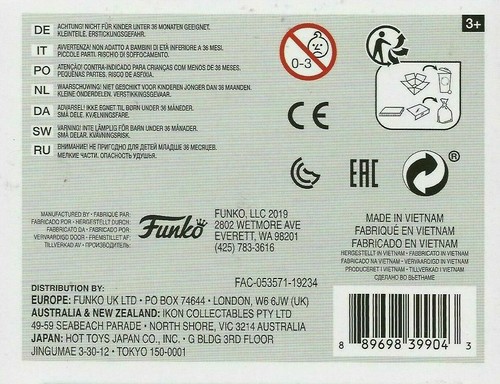 DE ACHTUNG! NICHT FÜR KINDER UNTER 36 MONATEN GEEIGNET.
KLEINTEILE. ERSTICKUNGSGEFAHR.
IT AVVERTENZA! NON ADATTO A BAMBINI DI ETÀ INFERIORE A 36 MESI.
PICCOLE PARTI. RISCHIO DI SOFFOCAMENTO.
PO ATENÇÃO! CONTRA-INDICADO PARA CRIANÇAS COM MENOS DE 36 MESES.
PEQUENAS PARTES. RISCO DE ASFIXIA.
NL WAARSCHUWING! NIET GESCHIKT VOOR KINDEREN JONGER DAN 36 MAANDEN.
KLEINE ONDERDELEN. VERSTIKKINGSGEVAAR.
DA ADVARSEL! IKKE EGNET TIL BØRN UNDER 36 MÅNEDER.
SMÅ DELE. KVÆLNINGSFARE.
SW VARNING! INTE LÄMPLIG FÖR BARN UNDER 36 MÅNADER.
SMÅ DELAR. KVÄVNINGSRISK.
RU ВНИМАНИЕ! НЕ ПРИГОДНО ДЛЯ ДЕТЕЙ МЛАДШЕ 36 МЕСЯЦЕВ.
МЕЛКИЕ ЧАСТИ. ОПАСНОСТЬ УДУШЬЯ.
0-3
3+
CE
EAC
®
MANUFACTURED BY • FABRIQUÉ PAR
FABRICADO POR • HERGESTELLT DURCH
FABBRICATO DA • FABRICADO POR
VERVAARDIGD DOOR • FREMSTILLET AF
TILLVERKAD AV • ПРОИЗВОДИТЕЛЬ
Funko
FUNKO, LLC 2019
2802 WETMORE AVE
EVERETT, WA 98201
(425) 783-3616
MADE IN VIETNAM
FABRIQUÉ EN VIETNAM
FABRICADO EN VIETNAM
HERGESTELLT IN VIETNAM • FABBRICATO IN VIETNAM
FABRICADO NA VIETNAM • VERVAARDIGD IN VIETNAM
PRODUCERET I VIETNAM • TILLVERKAD I VIETNAM
СДЕЛАНО ВО ВЬЕТНАМЕ
FAC-053571-19234
DISTRIBUTION BY:
EUROPE: FUNKO UK LTD • PO BOX 74644 • LONDON, W6 6JW (UK)
AUSTRALIA & NEW ZEALAND: IKON COLLECTABLES PTY LTD
49-59 SEABEACH PARADE • NORTH SHORE, VIC 3214 AUSTRALIA
JAPAN: HOT TOYS JAPAN CO., INC. • G BLDG 3RD FLOOR
JINGUMAE 3-30-12 • TOKYO 150-0001
8 89698 39904 3